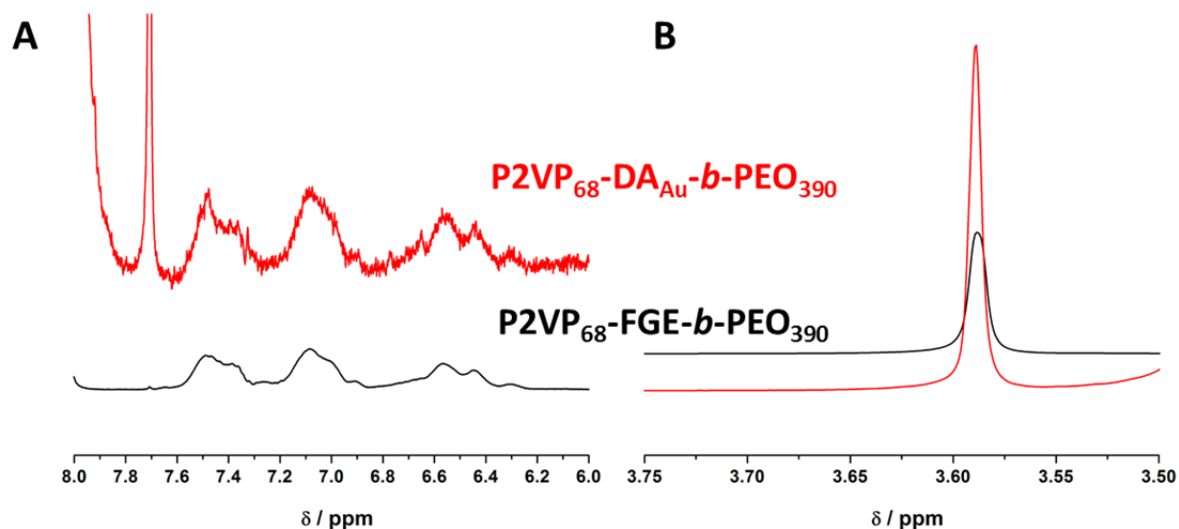 A
B
P2VP₆₈-DA_Au-b-PEO₃₉₀
P2VP₆₈-FGE-b-PEO₃₉₀
8.0 7.8 7.6 7.4 7.2 7.0 6.8 6.6 6.4 6.2 6.0
3.75 3.70 3.65 3.60 3.55 3.50
δ / ppm
δ / ppm